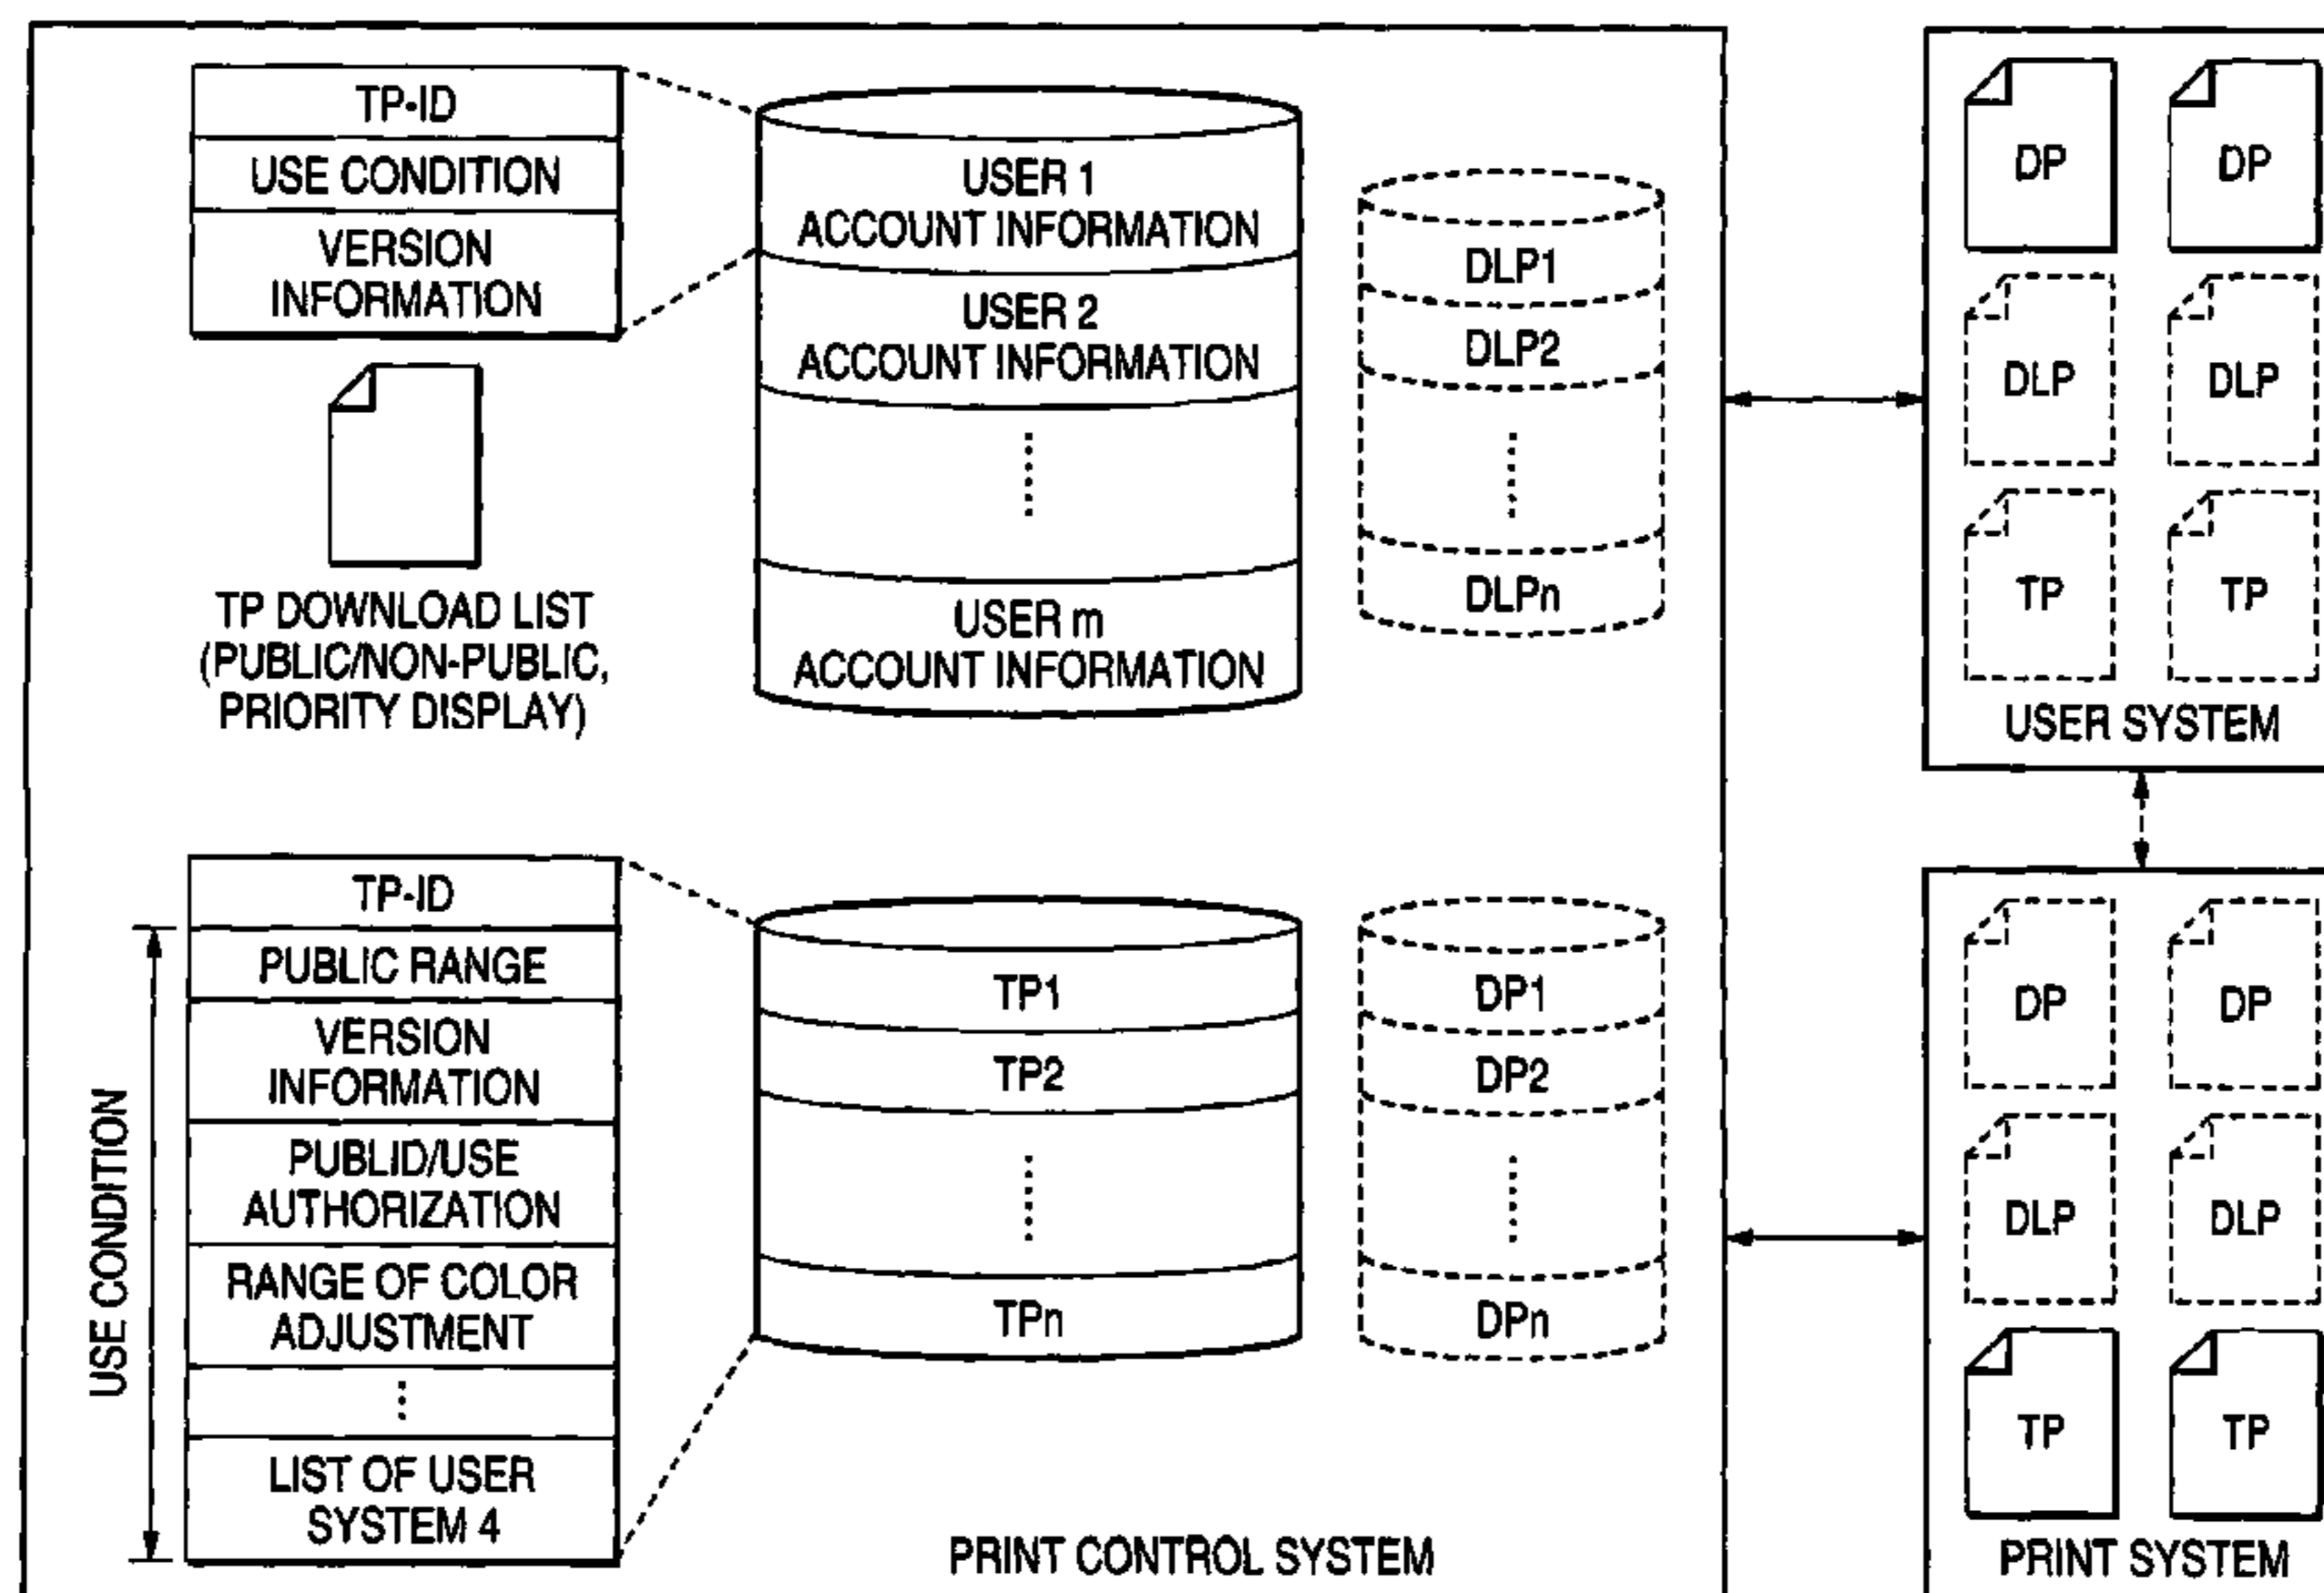 TP-ID
USE CONDITION
VERSION
INFORMATION
TP DOWNLOAD LIST
(PUBLIC/NON-PUBLIC,
PRIORITY DISPLAY)
USER 1
ACCOUNT INFORMATION
USER 2
ACCOUNT INFORMATION
USER m
ACCOUNT INFORMATION
DLP1
DLP2
DLPn
DP DP
DLP DLP
TP TP
USER SYSTEM
USE CONDITION
TP-ID
PUBLIC RANGE
VERSION
INFORMATION
PUBLID/USE
AUTHORIZATION
RANGE OF COLOR
ADJUSTMENT
LIST OF USER
SYSTEM 4
TP1
TP2
TPn
DP1
DP2
DPn
PRINT CONTROL SYSTEM
DP DP
DLP DLP
TP TP
PRINT SYSTEM